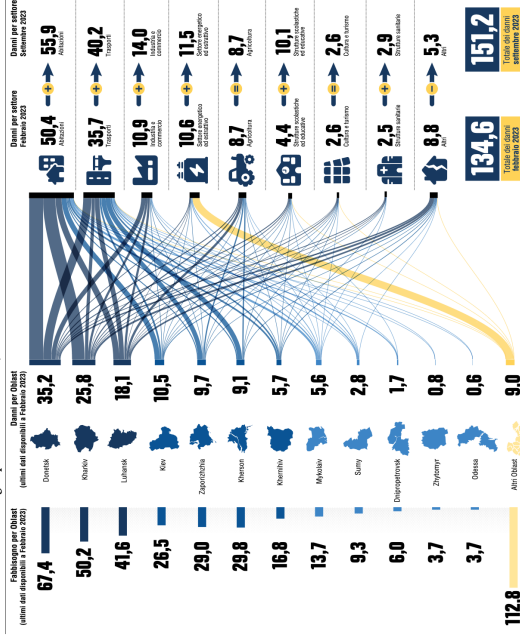 Fabbisogno per Oblast
(ultimi dati disponibili a Febbraio 2023)
67,4
50,2
41,6
26,5
29,0
29,8
16,8
13,7
9,3
6,0
3,7
3,7
112,8
Danni per Oblast
(ultimi dati disponibili a Febbraio 2023)
Donetsk 35,2
Kharkiv 25,8
Luhansk 18,1
Kiev 10,5
Zaporizhzhia 9,7
Kherson 9,1
Khernihiv 5,7
Mykolaiv 5,6
Sumy 2,8
Dnipropetrovsk 1,7
Zhytomyr 0,8
Odessa 0,6
Altri Oblast 9,0
Danni per settore
Febbraio 2023
50,4
Abitazioni
35,7
Trasporti
10,9
Industria e
commercio
10,6
Settore energetico
ed estrattivo
8,7
Agricoltura
4,4
Strutture scolastiche
ed educative
2,6
Cultura e turismo
2,5
Strutture sanitarie
8,8
Altri
134,6
Totale dei danni
febbraio 2023
Danni per settore
Settembre 2023
+ 55,9
Abitazioni
+ 40,2
Trasporti
+ 14,0
Industria e
commercio
+ 11,5
Settore energetico
ed estrattivo
= 8,7
Agricoltura
+ 10,1
Strutture scolastiche
ed educative
= 2,6
Cultura e turismo
+ 2,9
Strutture sanitarie
− 5,3
Altri
151,2
Totale dei danni
settembre 2023